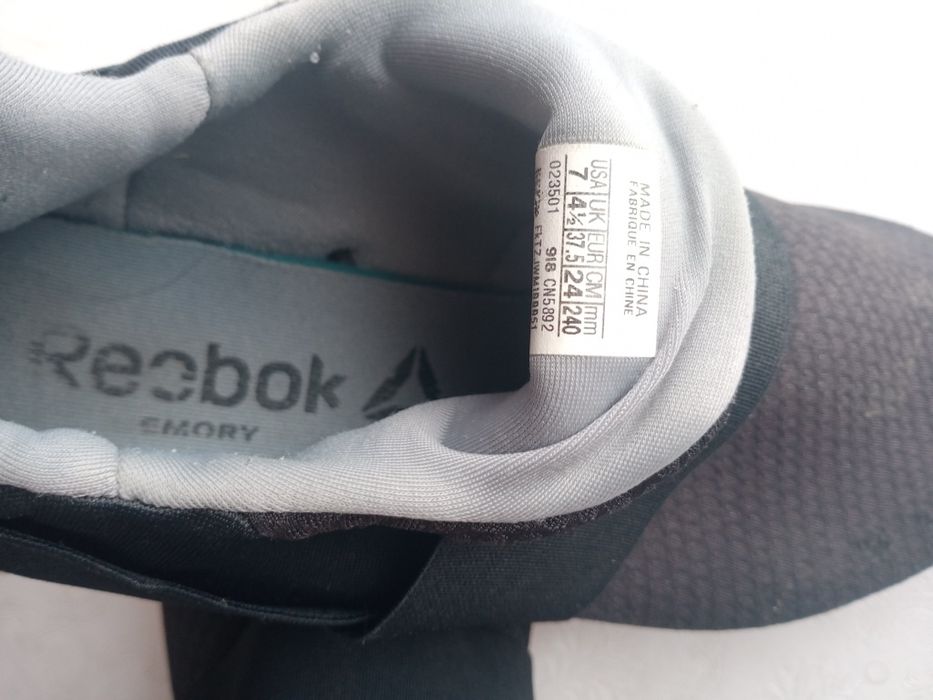 MADE IN CHINA
FABRIQUE EN CHINE
USA UK EUR CM mm
7 4½ 37.5 24 240
023501 918 CN5892
Reebok
EMORY